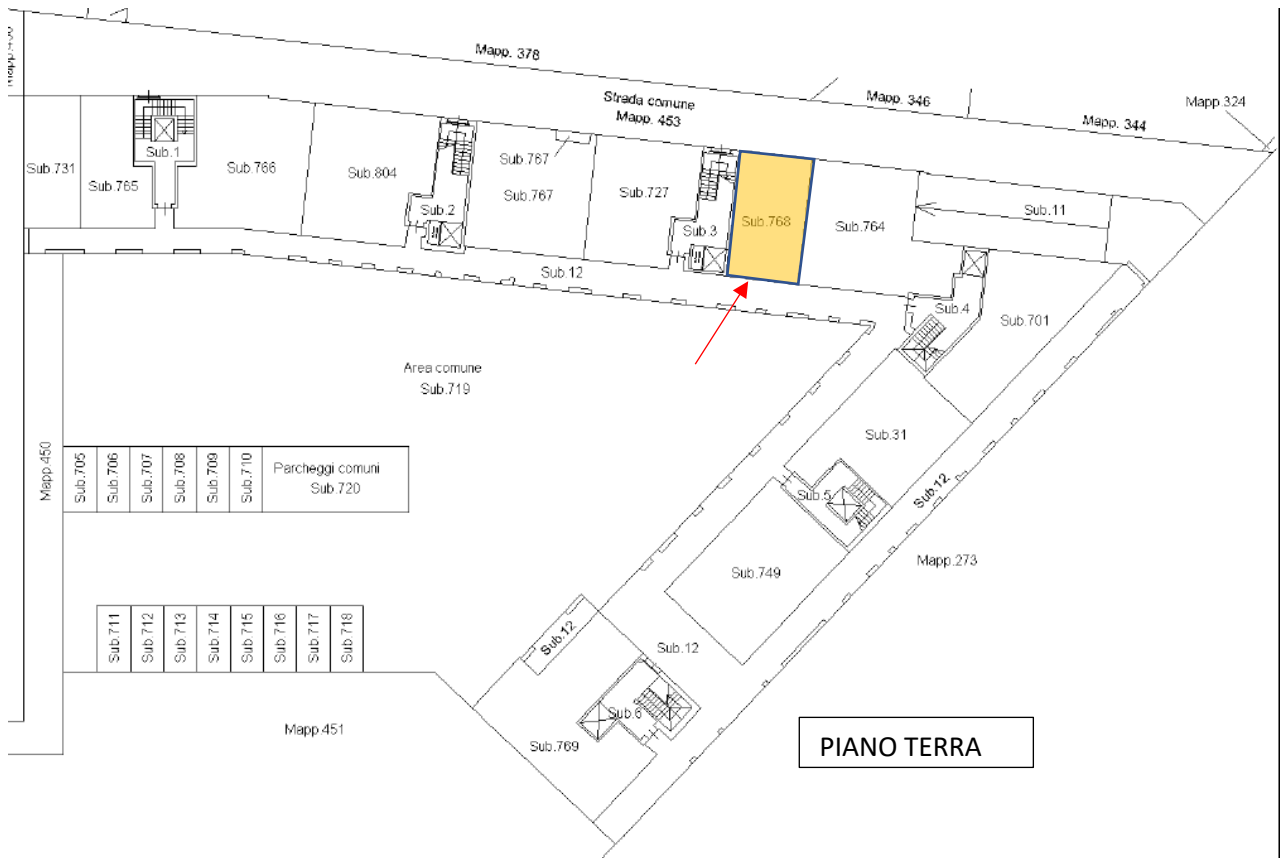 Mapp. 378
Mapp. 346
Mapp.324
Mapp. 344
Strada comune
Mapp. 453
Sub.731
Sub.765
Sub.1
Sub.766
Sub.804
Sub.2
Sub.767
Sub.767
Sub.727
Sub.3
Sub.768
Sub.764
Sub.11
Sub.12
Sub.4
Sub.701
Area comune
Sub.719
Sub.31
Mapp.450
Sub.705
Sub.706
Sub.707
Sub.708
Sub.709
Sub.710
Parcheggi comuni
Sub.720
Sub.5
Sub.12
Mapp.273
Sub.749
Sub.711
Sub.712
Sub.713
Sub.714
Sub.715
Sub.716
Sub.717
Sub.718
Sub.12
Sub.12
Sub.6
Mapp.451
Sub.769
PIANO TERRA